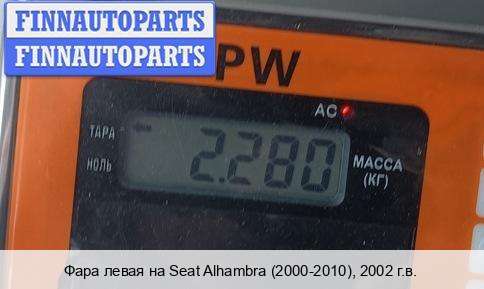 FINNAUTOPARTS
FINNAUTOPARTS
PW
AC
ТАРА
НОЛЬ
2.280
МАССА
(КГ)
Фара левая на Seat Alhambra (2000-2010), 2002 г.в.